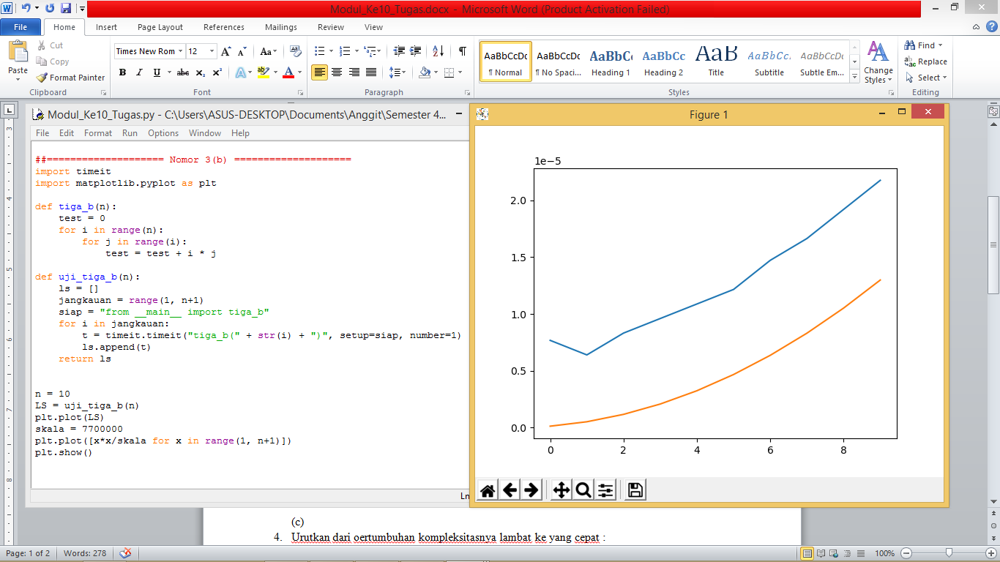 Modul_Ke10_Tugas.docx - Microsoft Word (Product Activation Failed)
File Home Insert Page Layout References Mailings Review View
Paste
Cut
Copy
Format Painter
Clipboard
Times New Rom 12
Font
Paragraph
AaBbCcDc AaBbCcDc AaBbCc AaBbCc AaB AaBbCc. AaBbCcDc
¶ Normal ¶ No Spaci... Heading 1 Heading 2 Title Subtitle Subtle Em...
Change Styles
Styles
Find
Replace
Select
Editing
Modul_Ke10_Tugas.py - C:\Users\ASUS-DESKTOP\Documents\Anggit\Semester 4...
File Edit Format Run Options Window Help
##==================== Nomor 3(b) ====================
import timeit
import matplotlib.pyplot as plt
def tiga_b(n):
test = 0
for i in range(n):
for j in range(i):
test = test + i * j
def uji_tiga_b(n):
ls = []
jangkauan = range(1, n+1)
siap = "from __main__ import tiga_b"
for i in jangkauan:
t = timeit.timeit("tiga_b(" + str(i) + ")", setup=siap, number=1)
ls.append(t)
return ls
n = 10
LS = uji_tiga_b(n)
plt.plot(LS)
skala = 7700000
plt.plot([x*x/skala for x in range(1, n+1)])
plt.show()
Ln
Figure 1
1e−5
2.0
1.5
1.0
0.5
0.0
0 2 4 6 8
(c)
4. Urutkan dari oertumbuhan kompleksitasnya lambat ke yang cepat :
Page: 1 of 2 Words: 278 100%